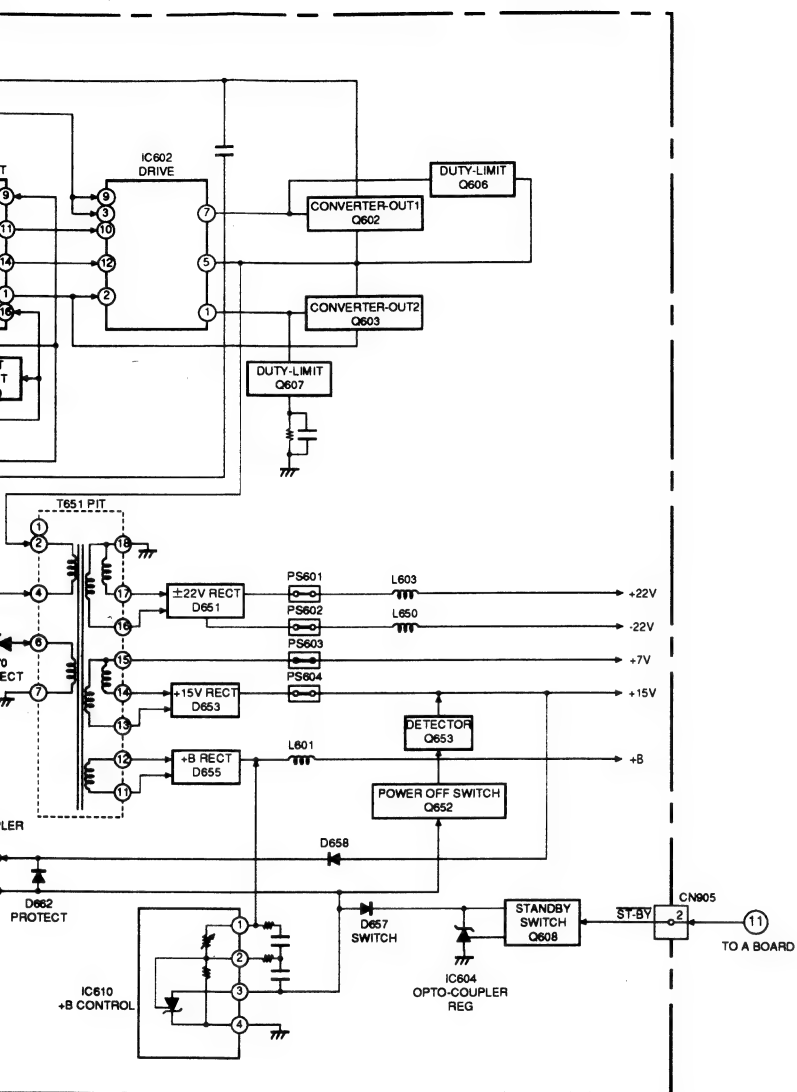 IC602
DRIVE
T
9
11
14
1
16
9
3
10
12
2
7
5
1
DUTY-LIMIT
Q606
CONVERTER-OUT1
Q602
CONVERTER-OUT2
Q603
T
T
DUTY-LIMIT
Q607
T651 PIT
1
2
4
6
7
18
17
16
15
14
13
12
11
±22V RECT
D651
PS601
L603
+22V
PS602
L650
-22V
PS603
+7V
+15V RECT
D653
PS604
+15V
DETECTOR
Q653
+B RECT
D655
L601
+B
POWER OFF SWITCH
Q652
ECT
LER
D658
D662
PROTECT
D657
SWITCH
STANDBY
SWITCH
Q608
ST-BY
CN905
2
11
TO A BOARD
IC604
OPTO-COUPLER
REG
IC610
+B CONTROL
1
2
3
4